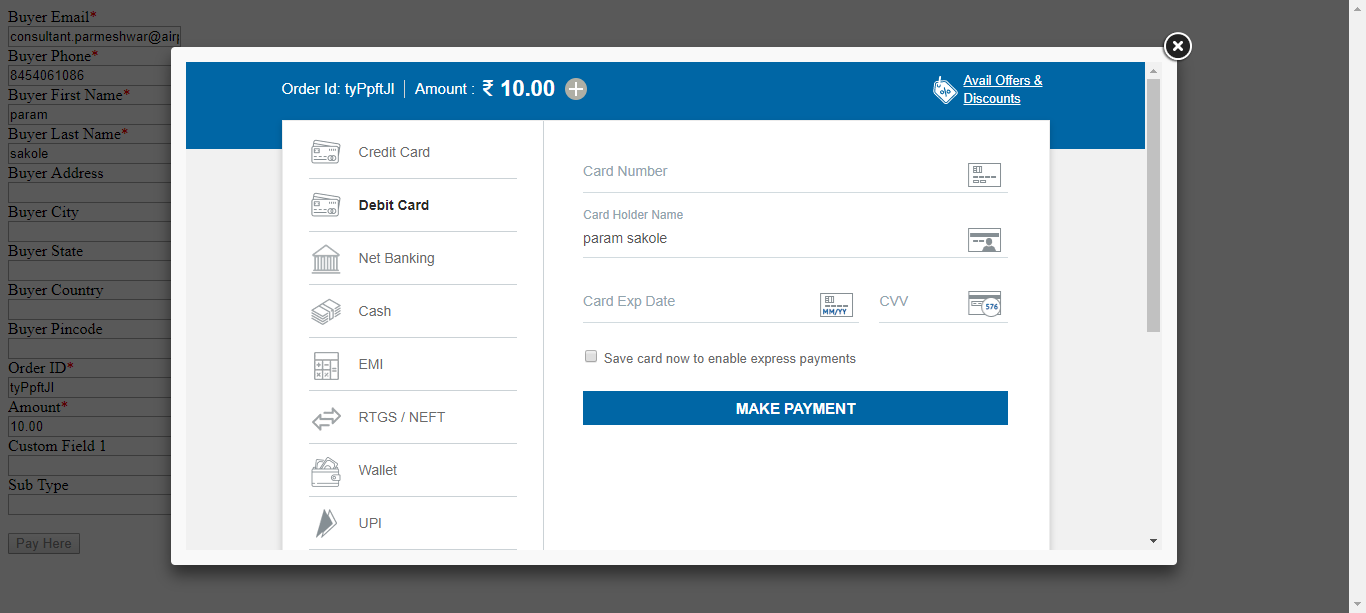 Buyer Email*
consultant.parmeshwar@air
Buyer Phone*
8454061086
Buyer First Name*
param
Buyer Last Name*
sakole
Buyer Address
Buyer City
Buyer State
Buyer Country
Buyer Pincode
Order ID*
tyPpftJI
Amount*
10.00
Custom Field 1
Sub Type
Pay Here
Order Id: tyPpftJI | Amount : ₹ 10.00
Avail Offers &
Discounts
Credit Card
Debit Card
Net Banking
Cash
EMI
RTGS / NEFT
Wallet
UPI
Card Number
Card Holder Name
param sakole
Card Exp Date
MM/YY
CVV
576
Save card now to enable express payments
MAKE PAYMENT